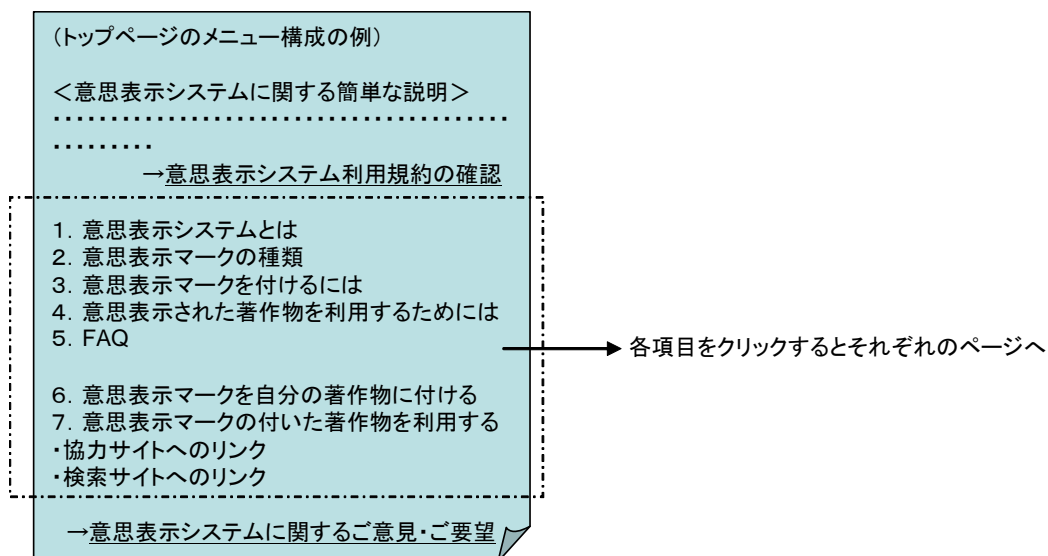 (トップページのメニュー構成の例)
＜意思表示システムに関する簡単な説明＞
・・・・・・・・・・・・・・・・・・・・・・・・・・・・・・・・・・・・・・・
・・・・・・・・・
→意思表示システム利用規約の確認
１．意思表示システムとは
２．意思表示マークの種類
３．意思表示マークを付けるには
４．意思表示された著作物を利用するためには
５．FAQ
各項目をクリックするとそれぞれのページへ
６．意思表示マークを自分の著作物に付ける
７．意思表示マークの付いた著作物を利用する
・協力サイトへのリンク
・検索サイトへのリンク
→意思表示システムに関するご意見・ご要望